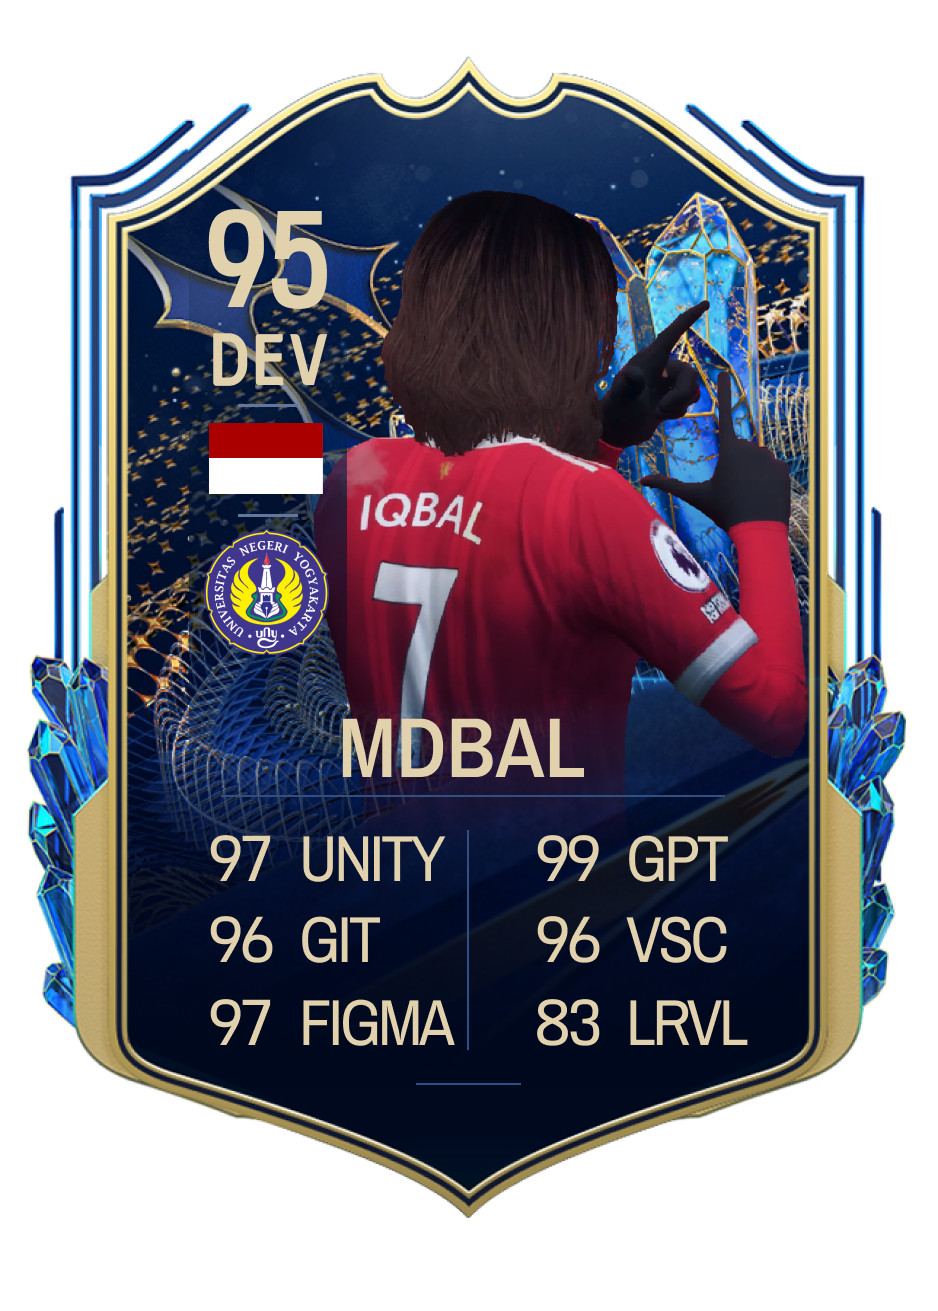 95
DEV
UNIVERSITAS NEGERI YOGYAKARTA
uny
IQBAL
7
MDBAL
97 UNITY
96 GIT
97 FIGMA
99 GPT
96 VSC
83 LRVL